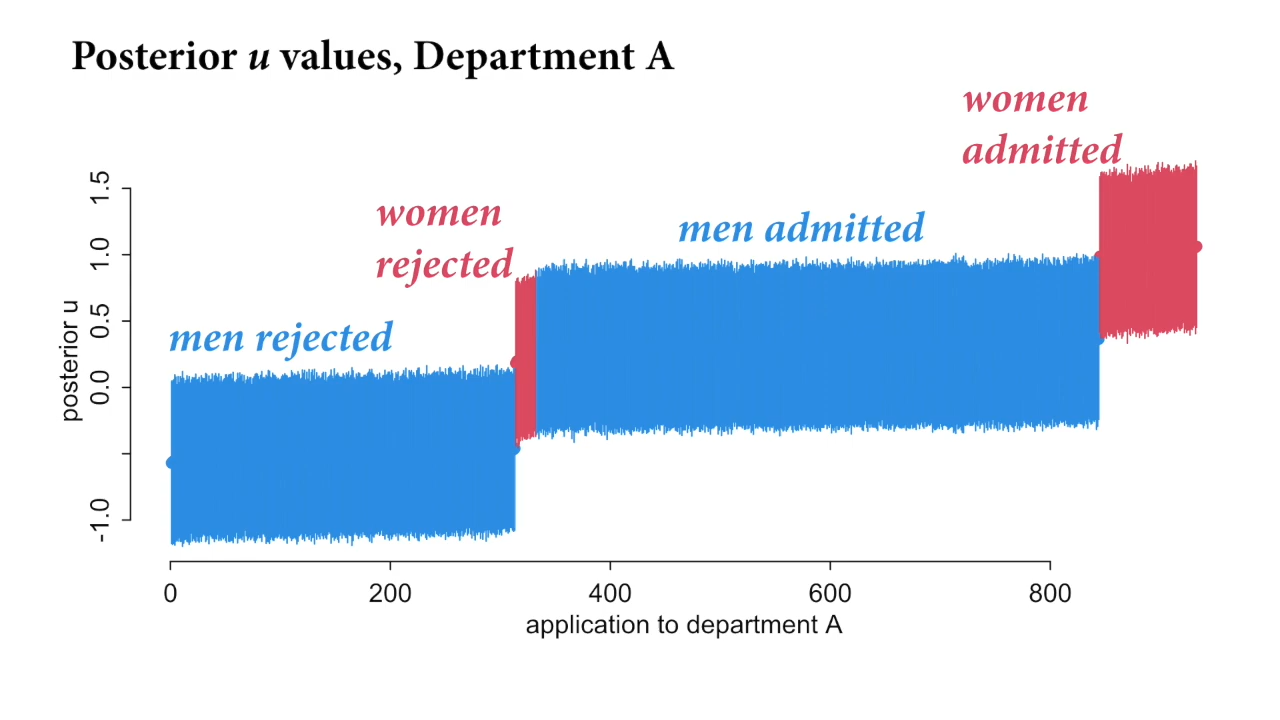 Posterior u values, Department A
women
admitted
women
rejected
men admitted
men rejected
posterior u
1.5
1.0
0.5
0.0
-1.0
0 200 400 600 800
application to department A